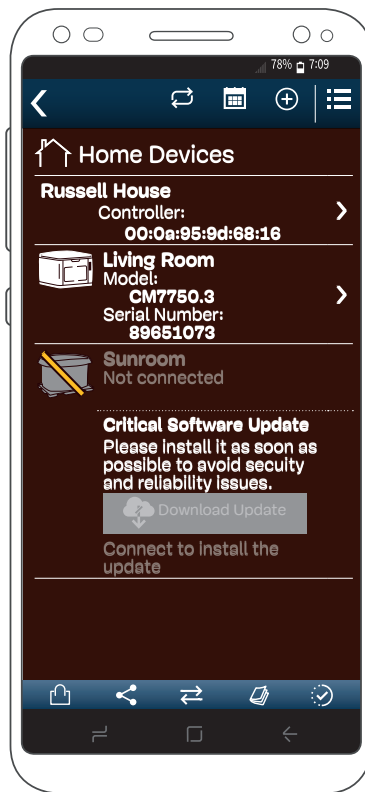 78% 7:09
Home Devices
Russell House
Controller:
00:0a:95:9d:68:16
Living Room
Model:
CM7750.3
Serial Number:
89651073
Sunroom
Not connected
Critical Software Update
Please install it as soon as
possible to avoid secuity
and reliability issues.
Download Update
Connect to install the
update